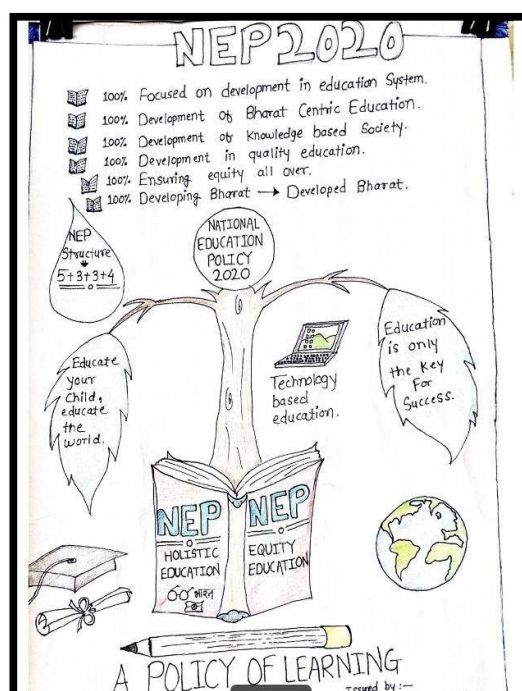 NEP2020
100% Focused on development in education System.
100% Development of Bharat Centric Education.
100% Development of Knowledge based Society.
100% Development in quality education.
100% Ensuring equity all over.
100% Developing Bharat → Developed Bharat.
NEP
Structure
5+3+3+4
NATIONAL
EDUCATION
POLICY
2020
Educate
your
child,
educate
the
world.
Technology
based
education.
Education
is only
the Key
For
Success.
NEP
HOLISTIC
EDUCATION
भारत
NEP
EQUITY
EDUCATION
A POLICY OF LEARNING
Issued by :-